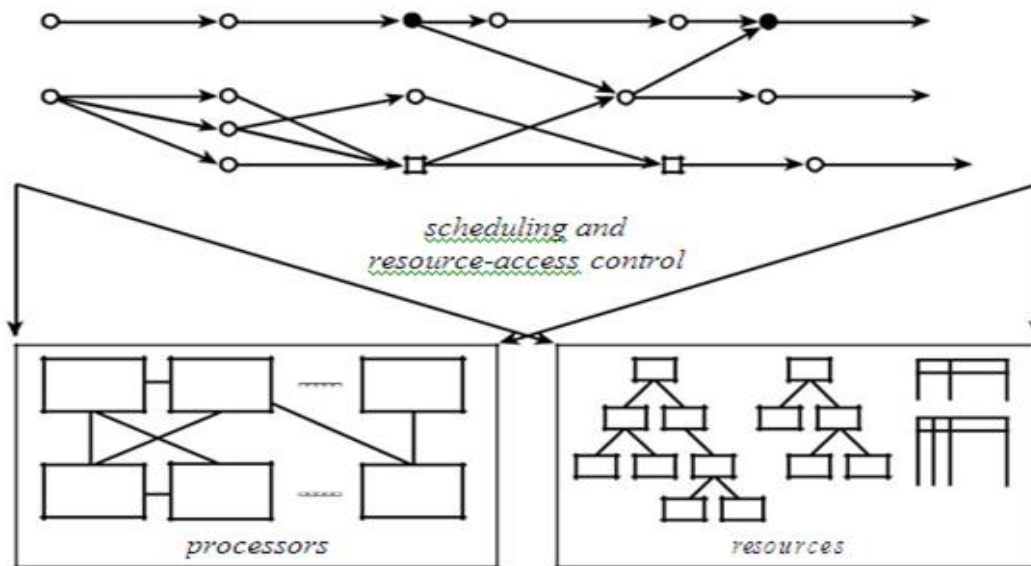 scheduling and
resource-access control
processors
resources